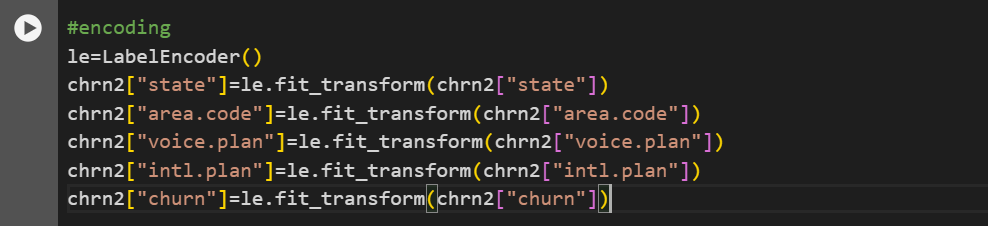 #encoding
le=LabelEncoder()
chrn2["state"]=le.fit_transform(chrn2["state"])
chrn2["area.code"]=le.fit_transform(chrn2["area.code"])
chrn2["voice.plan"]=le.fit_transform(chrn2["voice.plan"])
chrn2["intl.plan"]=le.fit_transform(chrn2["intl.plan"])
chrn2["churn"]=le.fit_transform(chrn2["churn"])